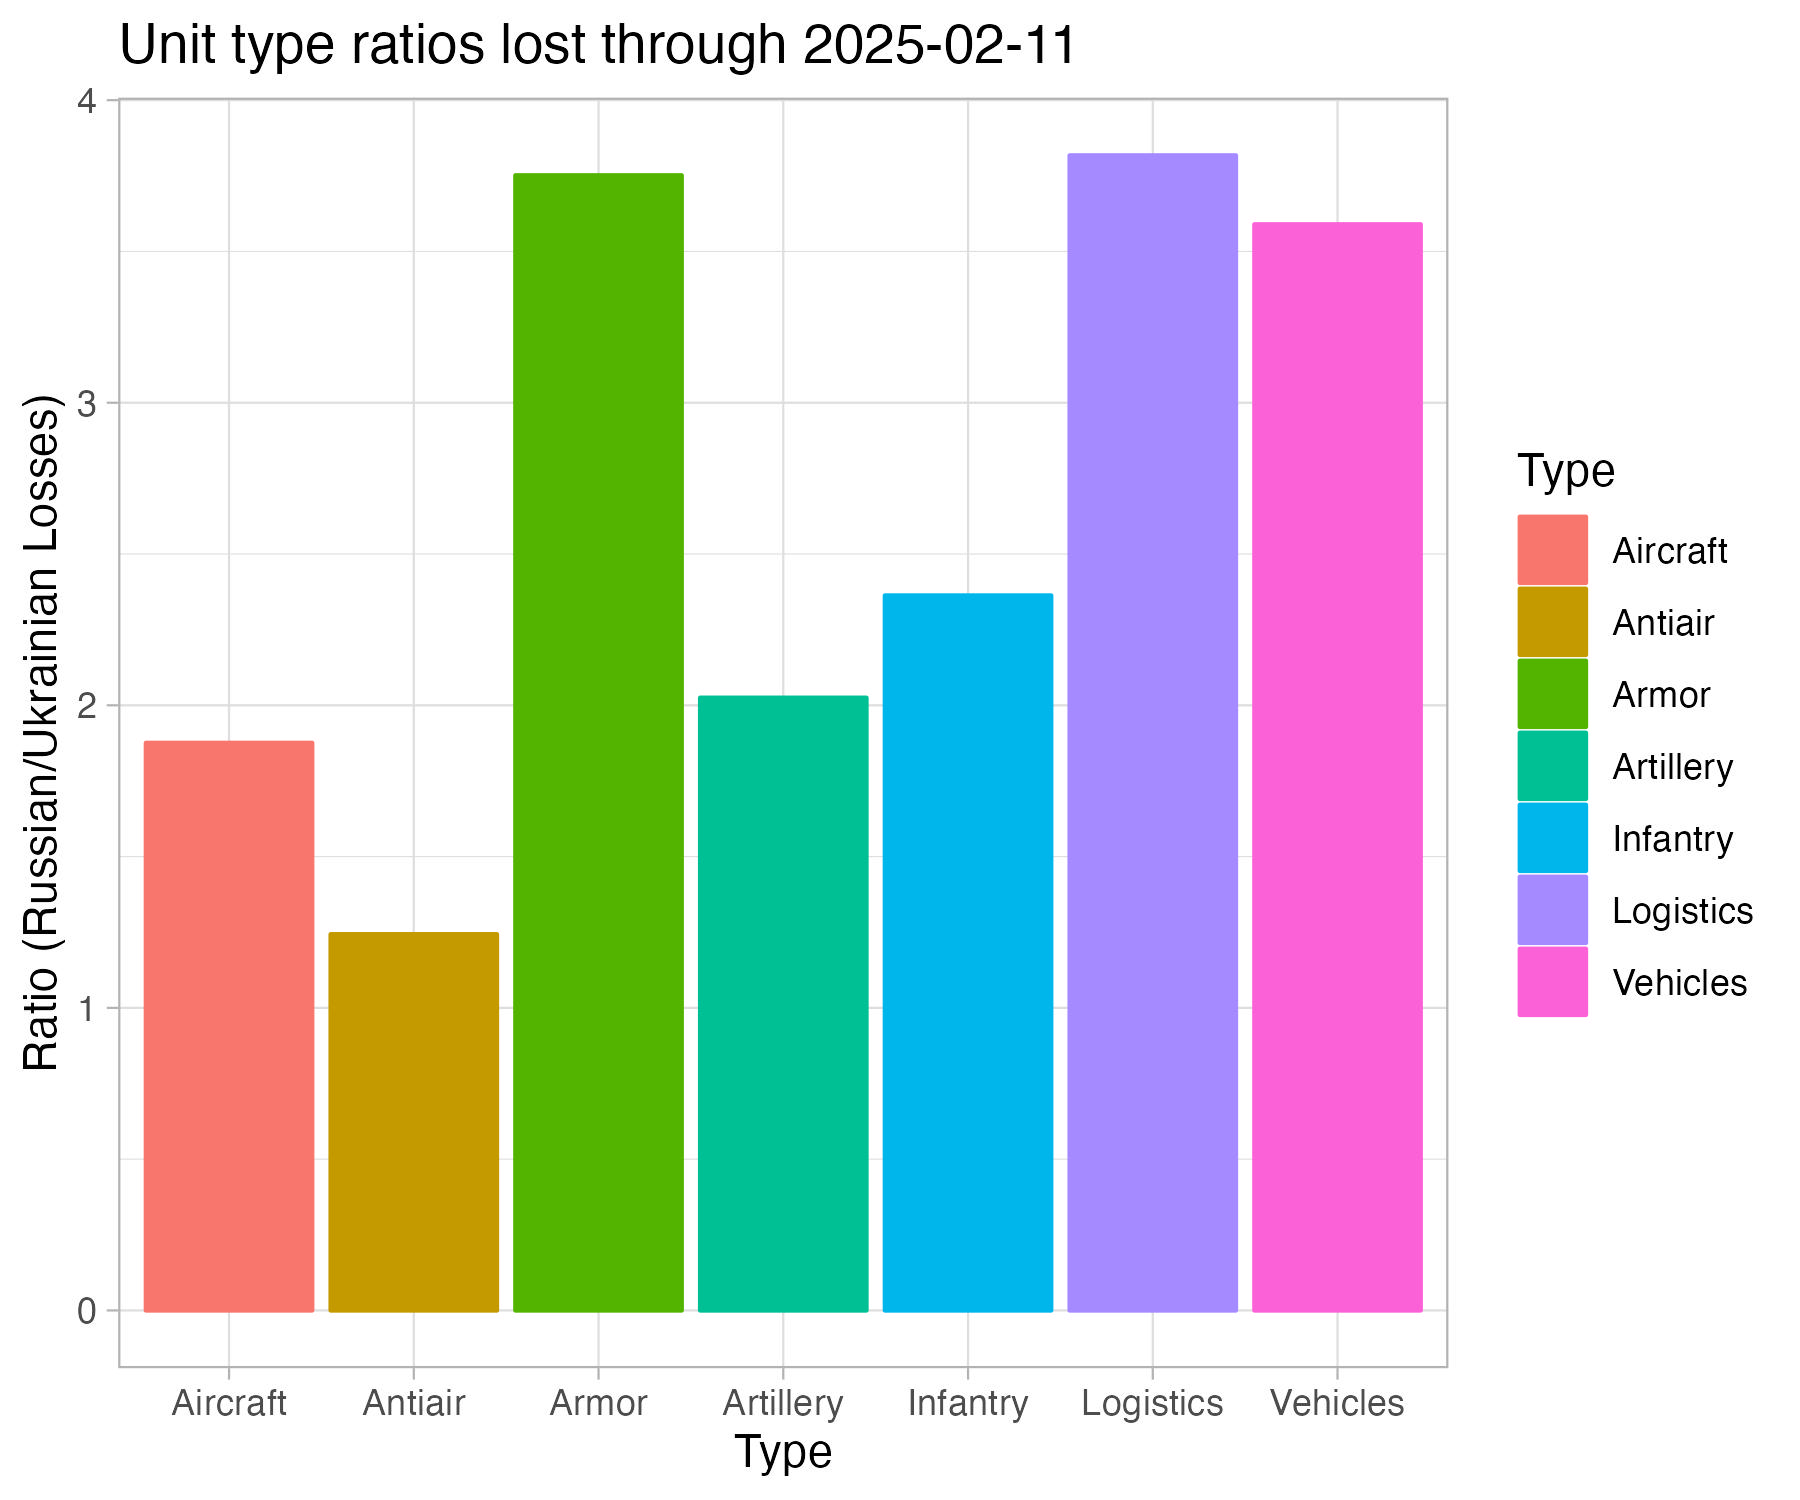 Unit type ratios lost through 2025-02-11
4
3
2
1
0
Ratio (Russian/Ukrainian Losses)
Aircraft Antiair Armor Artillery Infantry Logistics Vehicles
Type
Type
Aircraft
Antiair
Armor
Artillery
Infantry
Logistics
Vehicles